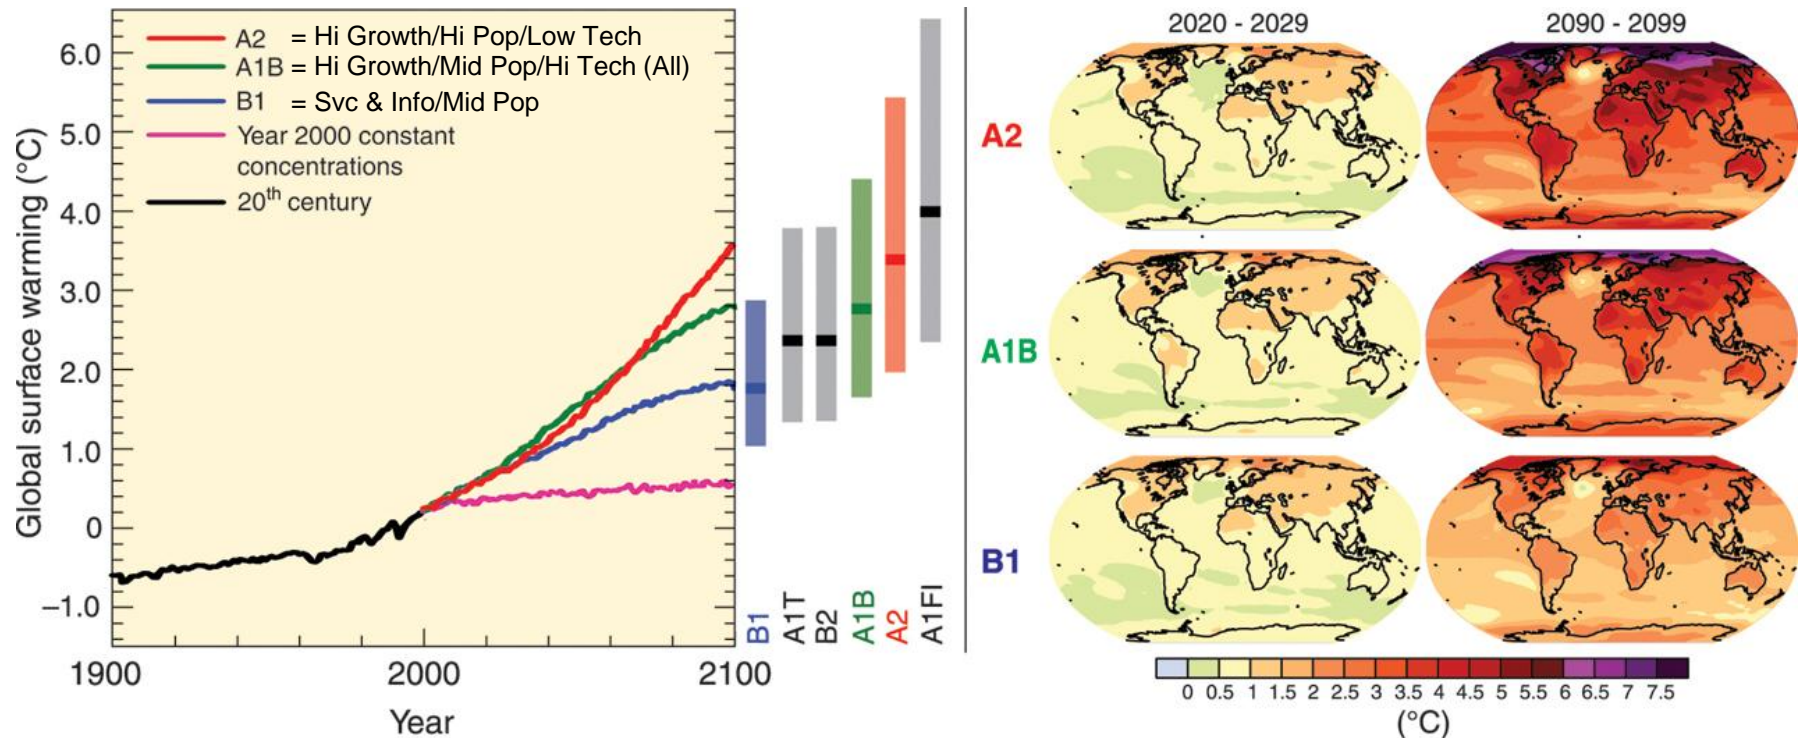 A2 = Hi Growth/Hi Pop/Low Tech
A1B = Hi Growth/Mid Pop/Hi Tech (All)
B1 = Svc & Info/Mid Pop
Year 2000 constant
concentrations
20th century
Global surface warming (°C)
6.0
5.0
4.0
3.0
2.0
1.0
0
–1.0
1900 2000 2100
Year
B1
A1T
B2
A1B
A2
A1FI
2020 - 2029 2090 - 2099
A2
A1B
B1
0 0.5 1 1.5 2 2.5 3 3.5 4 4.5 5 5.5 6 6.5 7 7.5
(°C)